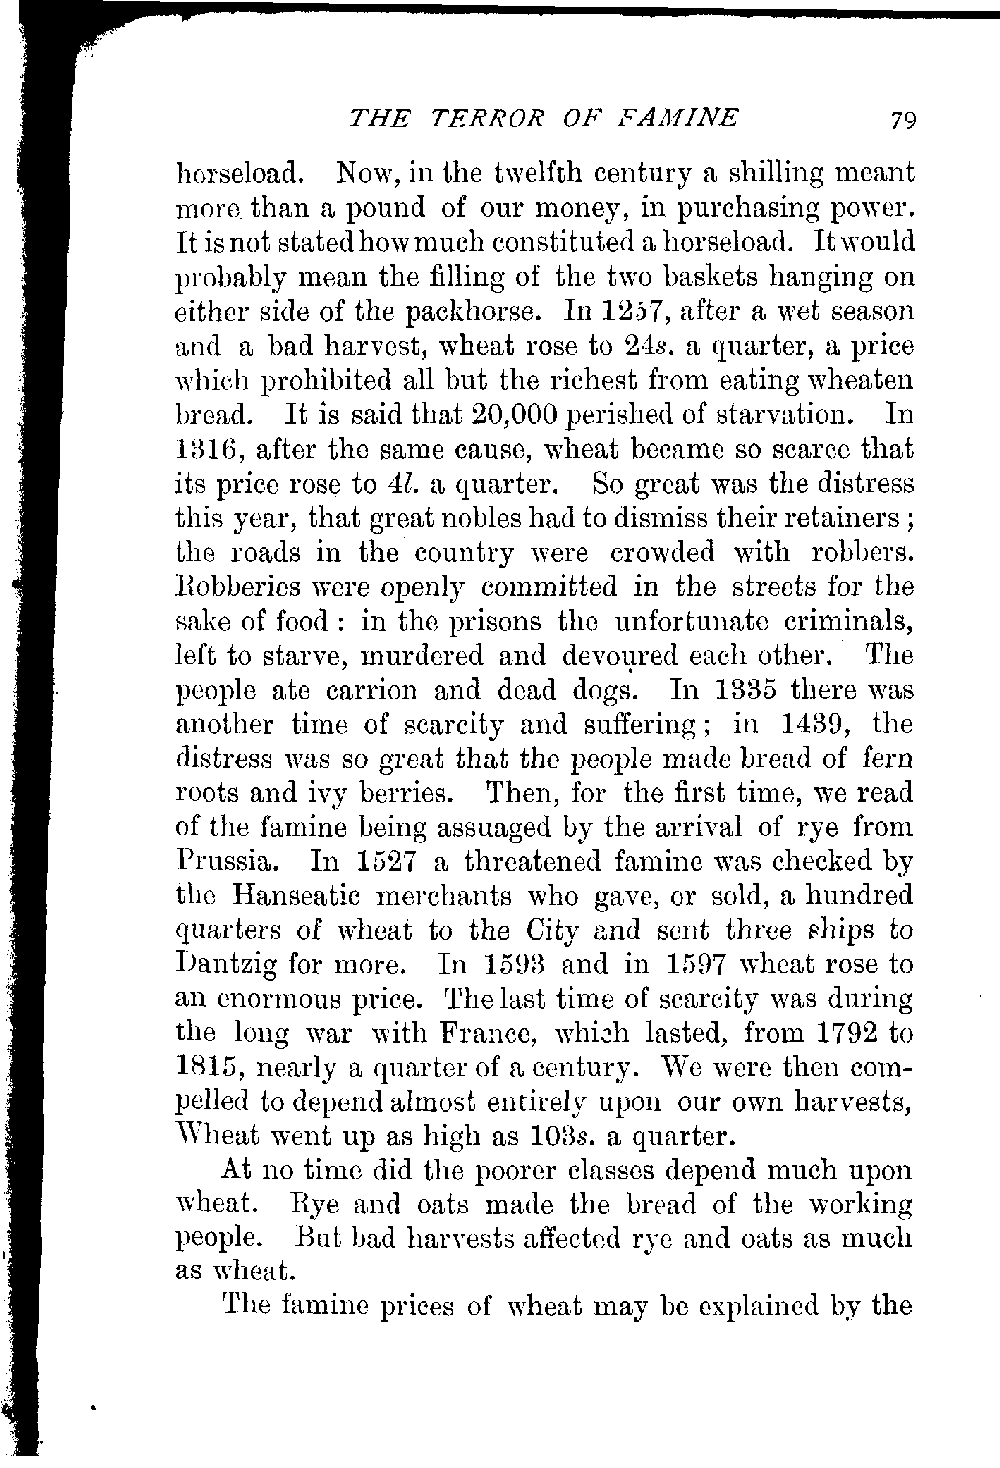 THE TERROR OF FAMINE 79
horseload. Now, in the twelfth century a shilling meant
more than a pound of our money, in purchasing power.
It is not stated how much constituted a horseload. It would
probably mean the filling of the two baskets hanging on
either side of the packhorse. In 1257, after a wet season
and a bad harvest, wheat rose to 24s. a quarter, a price
which prohibited all but the richest from eating wheaten
bread. It is said that 20,000 perished of starvation. In
1316, after the same cause, wheat became so scarce that
its price rose to 4l. a quarter. So great was the distress
this year, that great nobles had to dismiss their retainers ;
the roads in the country were crowded with robbers.
Robberies were openly committed in the streets for the
sake of food : in the prisons the unfortunate criminals,
left to starve, murdered and devoured each other. The
people ate carrion and dead dogs. In 1335 there was
another time of scarcity and suffering ; in 1439, the
distress was so great that the people made bread of fern
roots and ivy berries. Then, for the first time, we read
of the famine being assuaged by the arrival of rye from
Prussia. In 1527 a threatened famine was checked by
the Hanseatic merchants who gave, or sold, a hundred
quarters of wheat to the City and sent three ships to
Dantzig for more. In 1593 and in 1597 wheat rose to
an enormous price. The last time of scarcity was during
the long war with France, which lasted, from 1792 to
1815, nearly a quarter of a century. We were then com-
pelled to depend almost entirely upon our own harvests,
Wheat went up as high as 103s. a quarter.
At no time did the poorer classes depend much upon
wheat. Rye and oats made the bread of the working
people. But bad harvests affected rye and oats as much
as wheat.
The famine prices of wheat may be explained by the